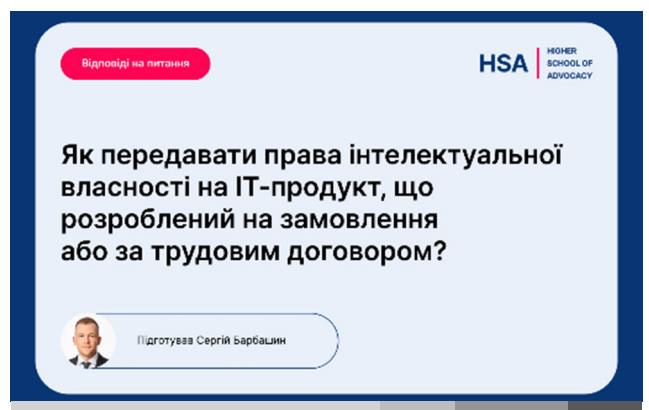 Відповіді на питання
HSA
HIGHER
SCHOOL OF
ADVOCACY
Як передавати права інтелектуальної
власності на ІТ-продукт, що
розроблений на замовлення
або за трудовим договором?
Підготував Сергій Барбашин